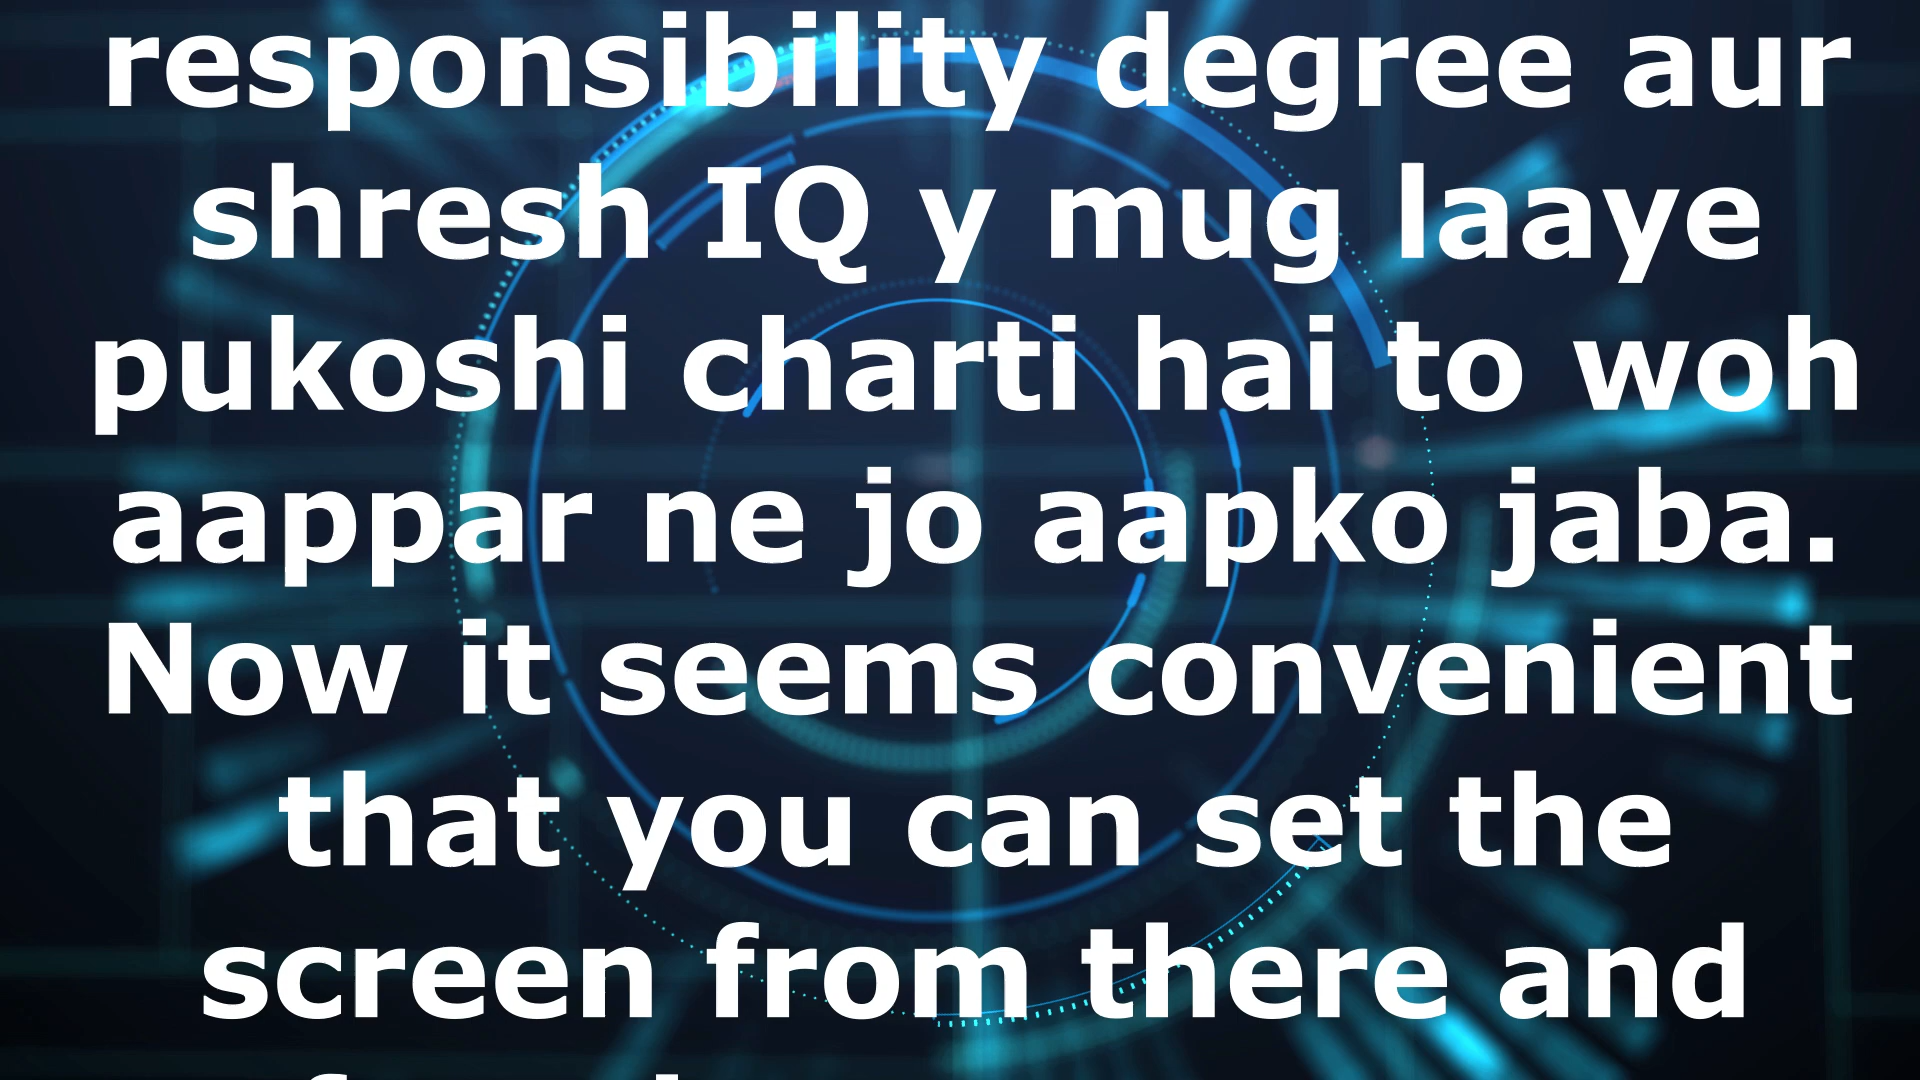 responsibility degree aur
shresh IQ y mug laaye
pukoshi charti hai to woh
aappar ne jo aapko jaba.
Now it seems convenient
that you can set the
screen from there and